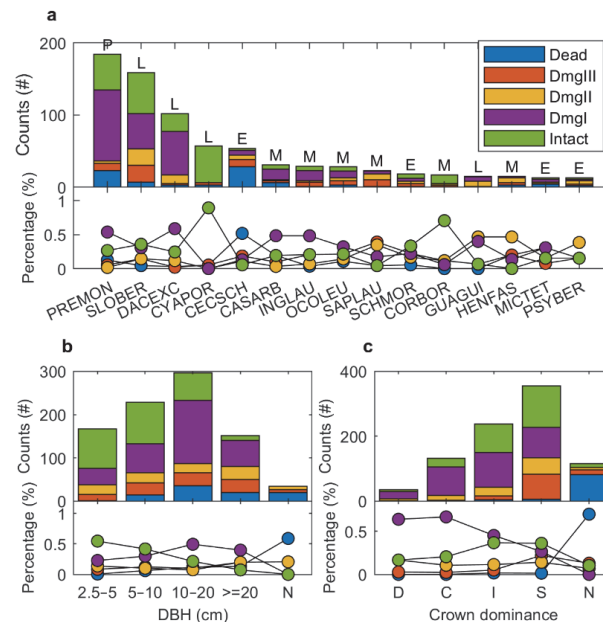 a
200
100
0
Counts (#)
P L L L E M M M M E M L M E E
Dead
DmgIII
DmgII
DmgI
Intact
1
0.5
0
Percentage (%)
PREMON
SLOBER
DACEXC
CYAPOR
CECSCH
CASARB
INGLAU
OCOLEU
SAPLAU
SCHMOR
CORBOR
GUAGUI
HENFAS
MICTET
PSYBER
b
300
200
100
0
Counts (#)
1
0.5
0
Percentage (%)
2.5-5 5-10 10-20 >=20 N
DBH (cm)
c
400
200
0
Counts (#)
0.5
0
Percentage (%)
D C I S N
Crown dominance